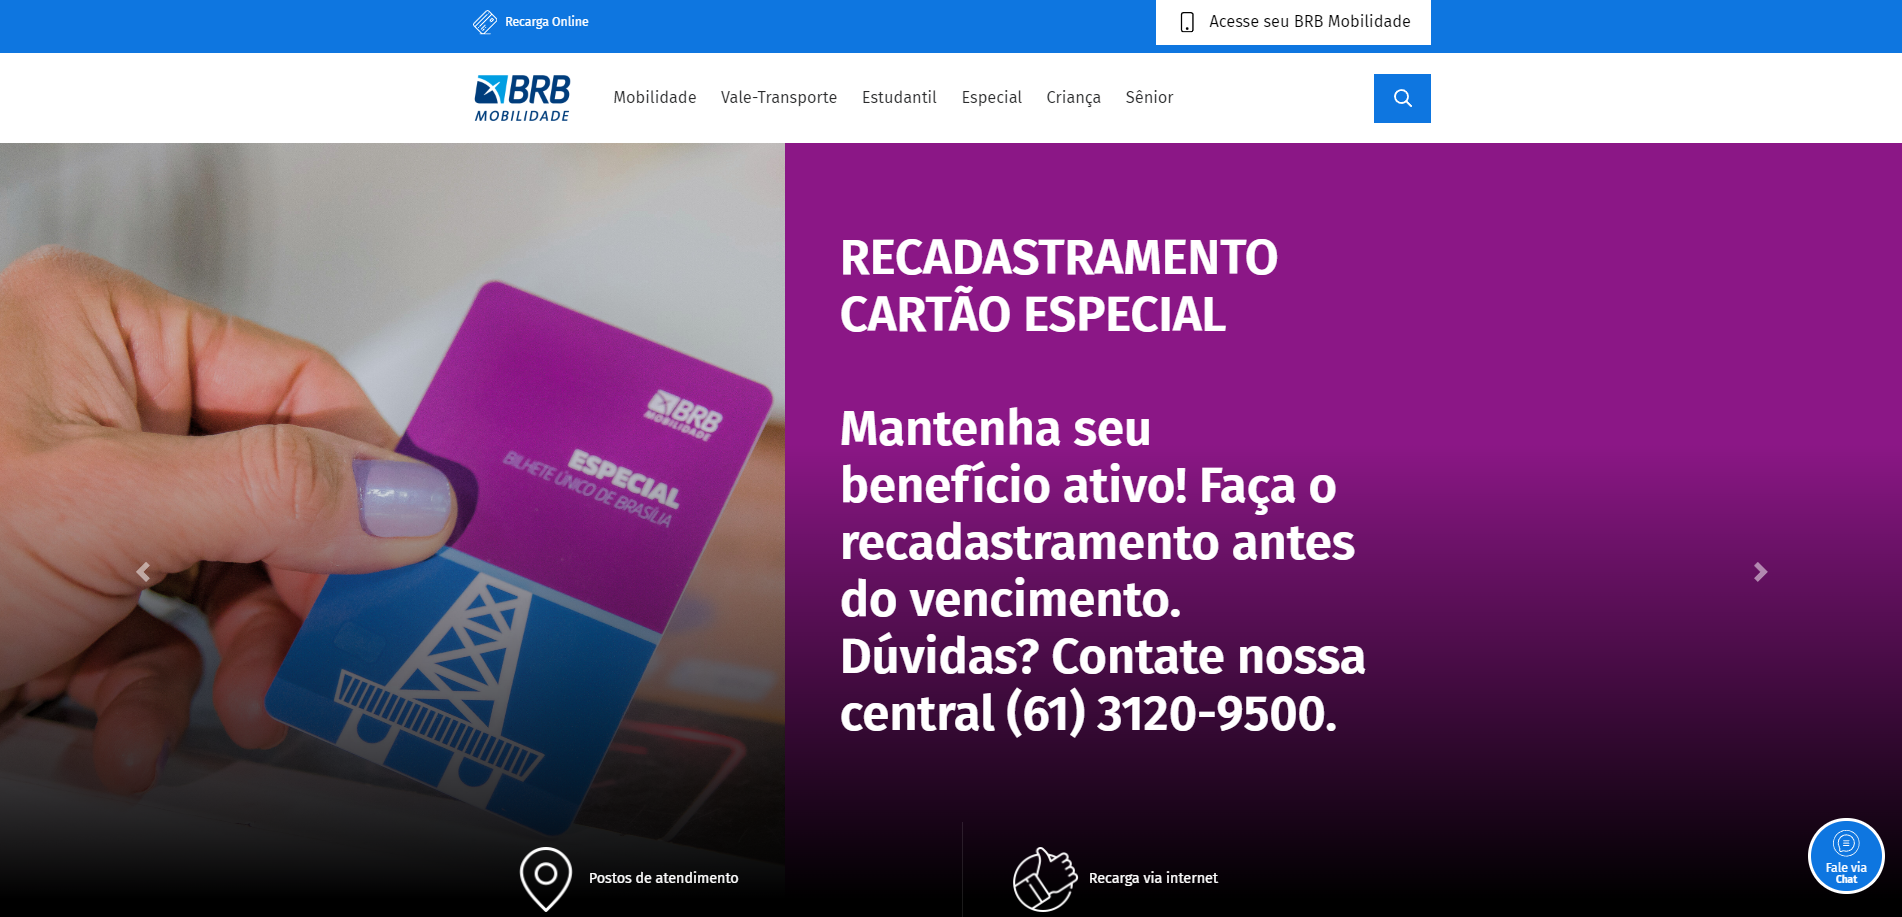 Recarga Online
Acesse seu BRB Mobilidade
BRB
MOBILIDADE
Mobilidade
Vale-Transporte
Estudantil
Especial
Criança
Sênior
RECADASTRAMENTO
CARTÃO ESPECIAL
Mantenha seu
benefício ativo! Faça o
recadastramento antes
do vencimento.
Dúvidas? Contate nossa
central (61) 3120-9500.
BRB
MOBILIDADE
ESPECIAL
BILHETE ÚNICO DE BRASÍLIA
Postos de atendimento
Recarga via internet
Fale via
Chat